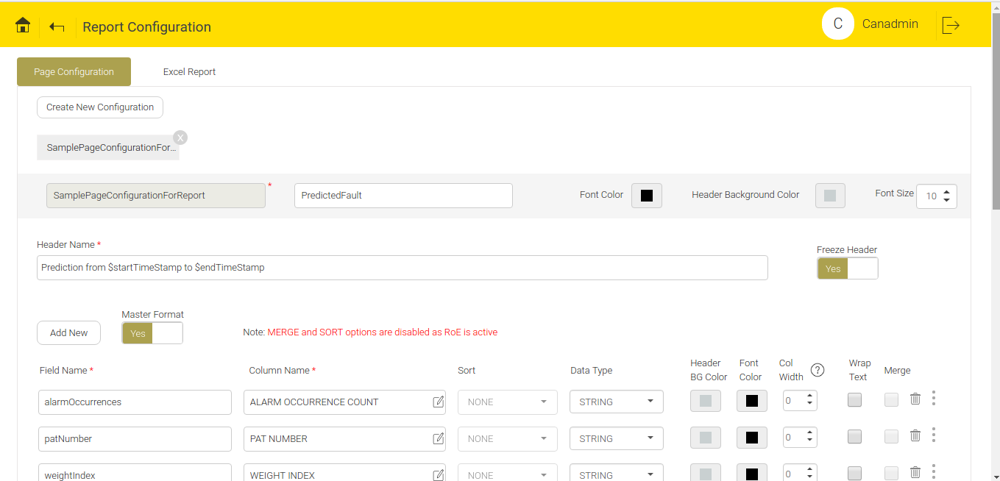 Report Configuration
C
Canadmin
Page Configuration
Excel Report
Create New Configuration
X
SamplePageConfigurationFor...
SamplePageConfigurationForReport *
PredictedFault
Font Color
Header Background Color
Font Size
10
Header Name *
Freeze Header
Prediction from $startTimeStamp to $endTimeStamp
Yes
Master Format
Add New
Yes
Note: MERGE and SORT options are disabled as RoE is active
Field Name *
Column Name *
Sort
Data Type
Header BG Color
Font Color
Col Width
?
Wrap Text
Merge
alarmOccurrences
ALARM OCCURRENCE COUNT
NONE
STRING
0
patNumber
PAT NUMBER
NONE
STRING
0
weightIndex
WEIGHT INDEX
NONE
STRING
0